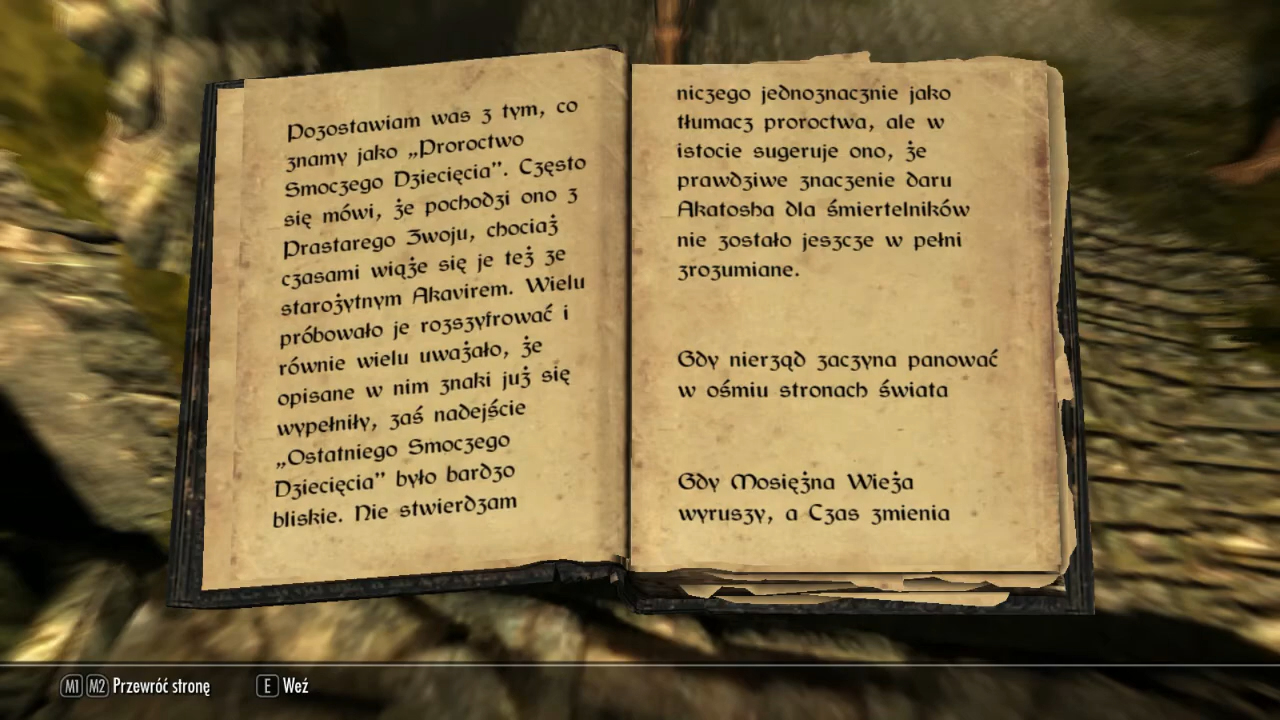 Pozostawiam was z tym, co
znamy jako „Proroctwo
Smoczego Dziecięcia”. Często
się mówi, że pochodzi ono z
Prastarego Zwoju, chociaż
czasami wiąże się je też ze
starożytnym Akavirem. Wielu
próbowało je rozszyfrować i
równie wielu uważało, że
opisane w nim znaki już się
wypełniły, zaś nadejście
„Ostatniego Smoczego
Dziecięcia” było bardzo
bliskie. Nie stwierdzam
niczego jednoznacznie jako
tłumacz proroctwa, ale w
istocie sugeruje ono, że
prawdziwe znaczenie daru
Akatosha dla śmiertelników
nie zostało jeszcze w pełni
zrozumiane.
Gdy nierząd zaczyna panować
w ośmiu stronach świata
Gdy Mosiężna Wieża
wyruszy, a Czas zmienia
M1 M2 Przewróć stronę E Weź